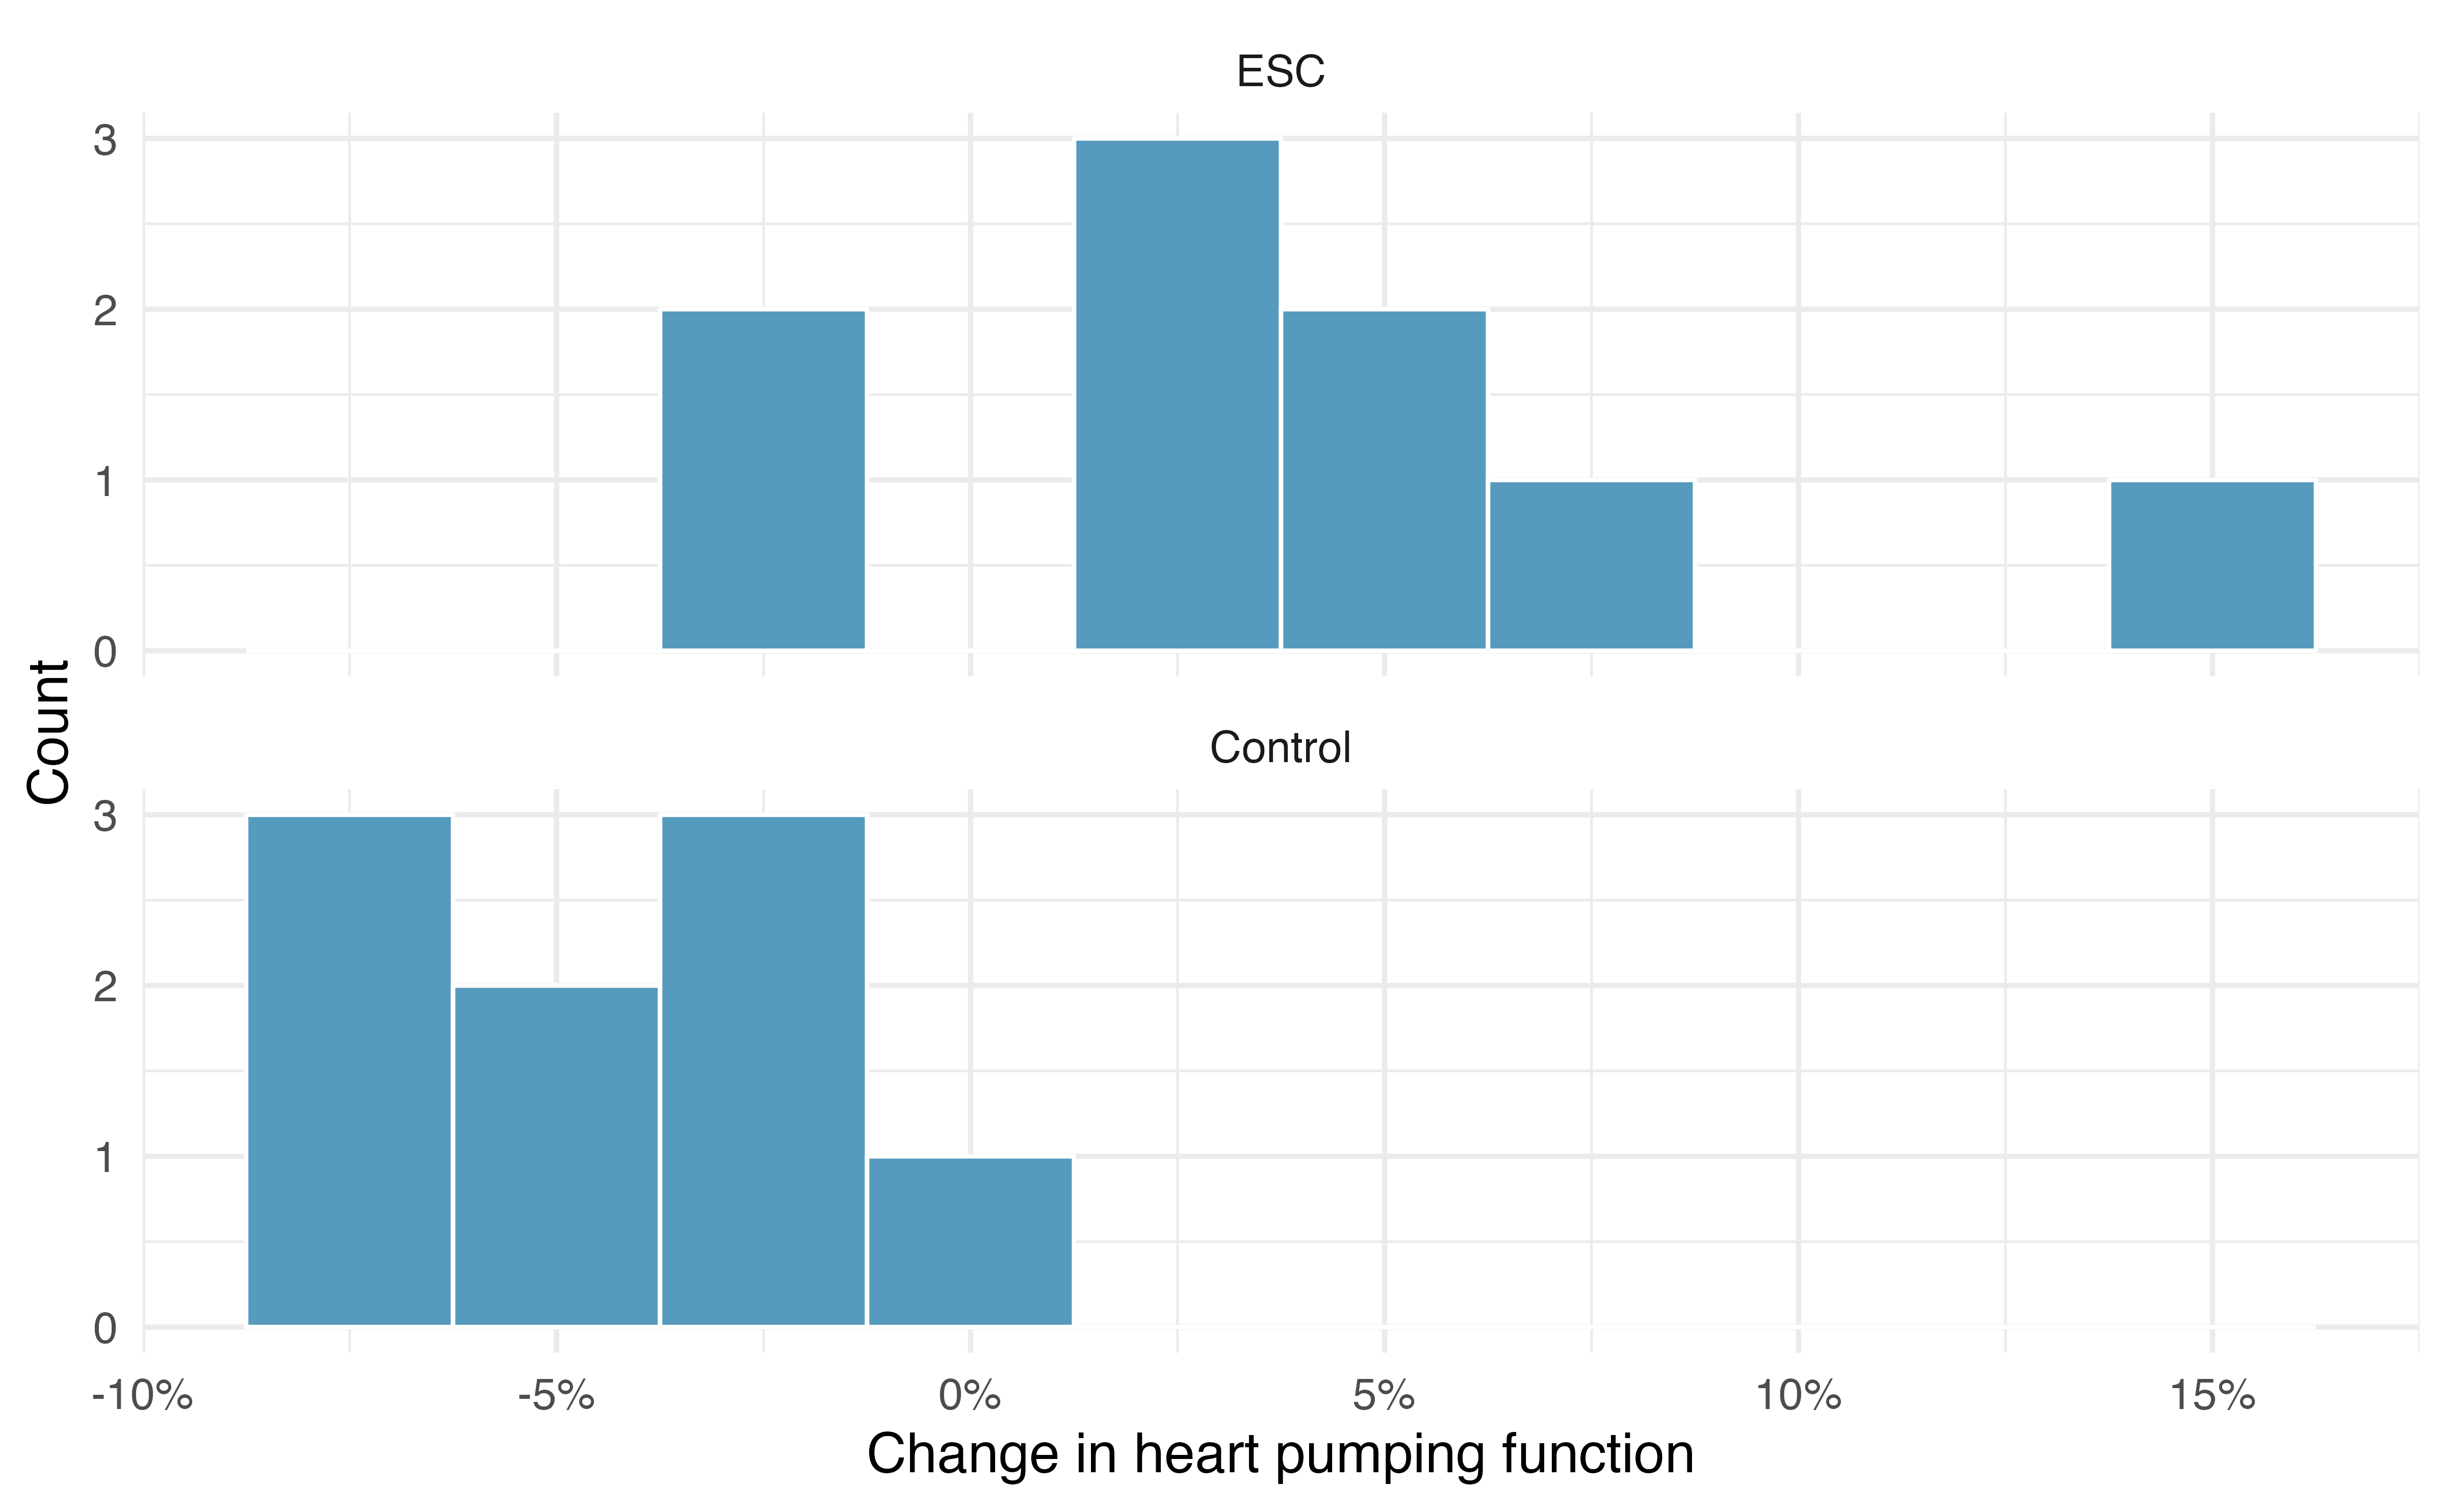 ESC
3
2
1
0
Count
Control
3
2
1
0
-10% -5% 0% 5% 10% 15%
Change in heart pumping function